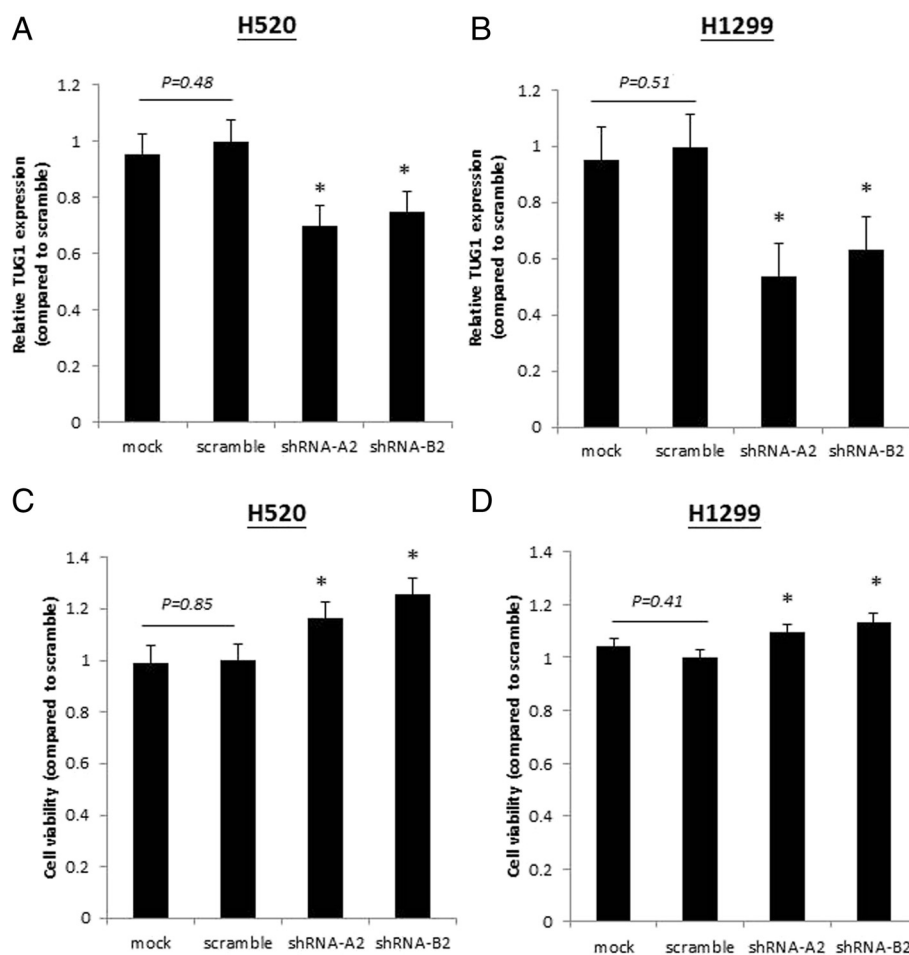 A
H520
P=0.48
Relative TUG1 expression
(compared to scramble)
1.2
1
0.8
0.6
0.4
0.2
0
*
*
mock scramble shRNA-A2 shRNA-B2
B
H1299
P=0.51
Relative TUG1 expression
(compared to scramble)
1.2
1
0.8
0.6
0.4
0.2
0
*
*
mock scramble shRNA-A2 shRNA-B2
C
H520
P=0.85
Cell viability (compared to scramble)
1.4
1.2
1
0.8
0.6
0.4
0.2
0
*
*
mock scramble shRNA-A2 shRNA-B2
D
H1299
P=0.41
Cell viability (compared to scramble)
1.4
1.2
1
0.8
0.6
0.4
0.2
0
*
*
mock scramble shRNA-A2 shRNA-B2